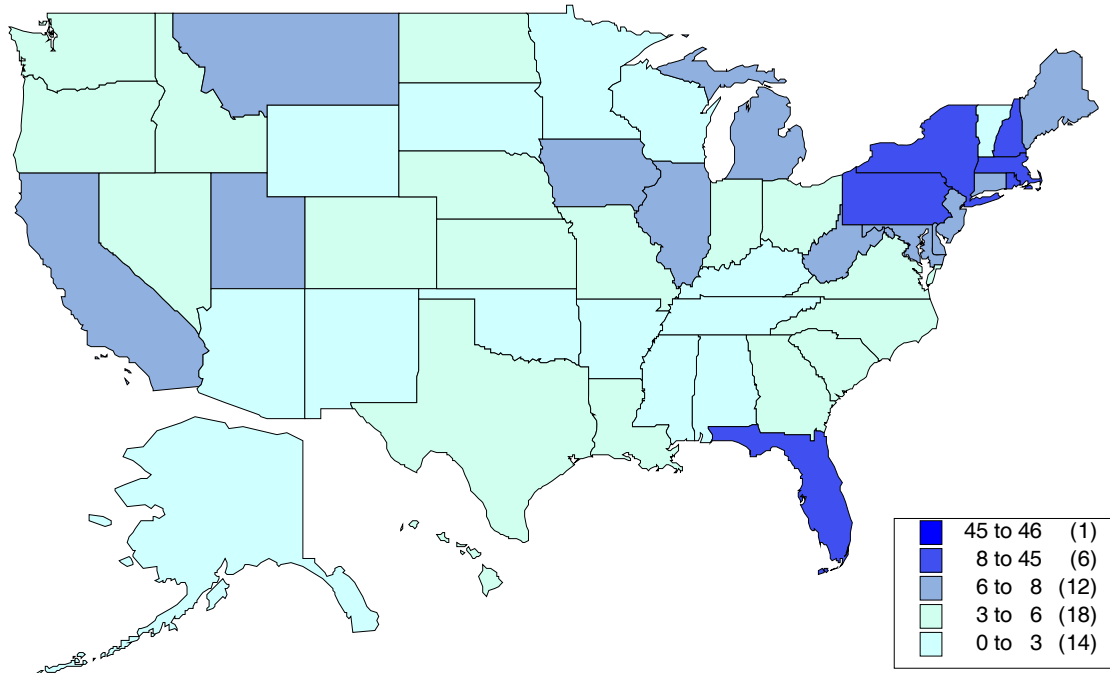 45 to 46 (1)
8 to 45 (6)
6 to 8 (12)
3 to 6 (18)
0 to 3 (14)